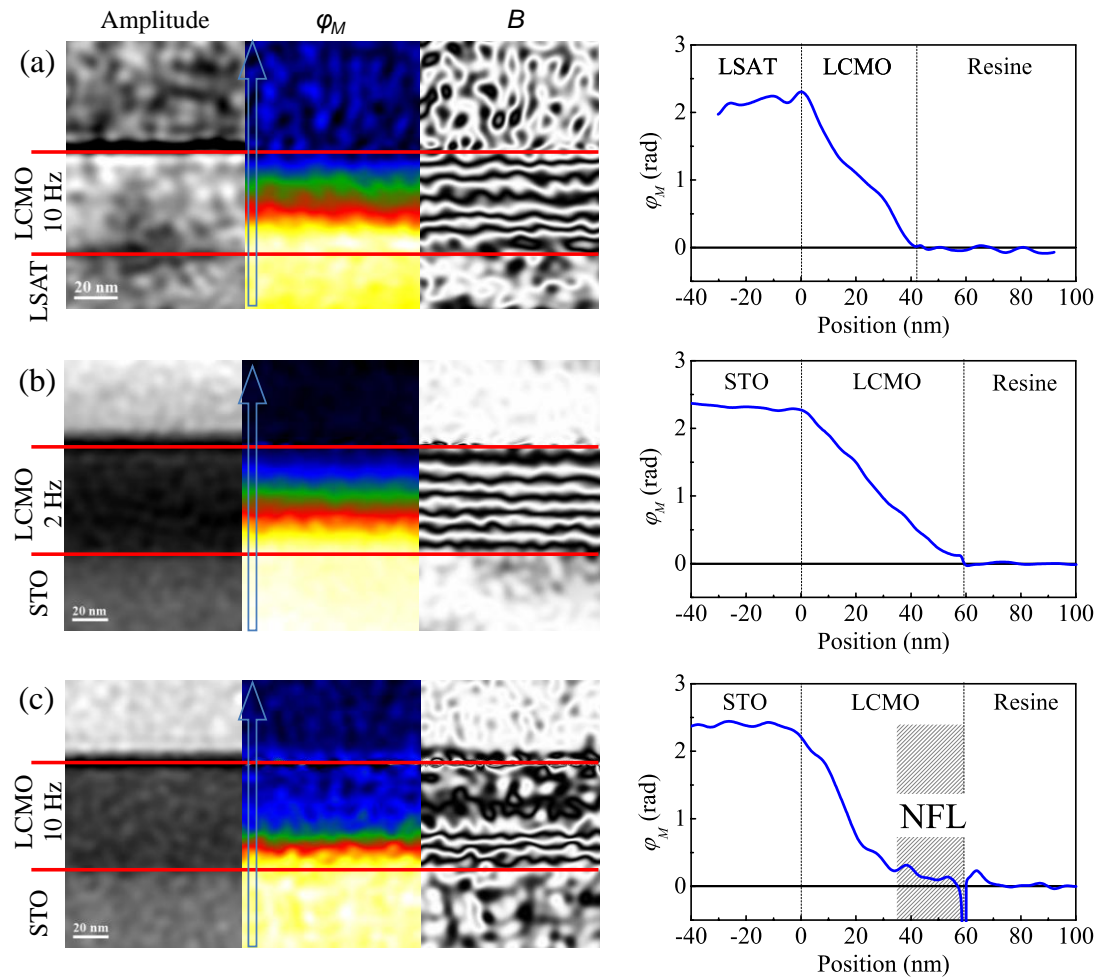 Amplitude φM B
(a)
LCMO
10 Hz
LSAT
20 nm
3
2
1
0
φM (rad)
LSAT LCMO Resine
-40 -20 0 20 40 60 80 100
Position (nm)
(b)
LCMO
2 Hz
STO
20 nm
3
2
1
0
φM (rad)
STO LCMO Resine
-40 -20 0 20 40 60 80 100
Position (nm)
(c)
LCMO
10 Hz
STO
20 nm
3
2
1
0
φM (rad)
STO LCMO Resine
NFL
-40 -20 0 20 40 60 80 100
Position (nm)